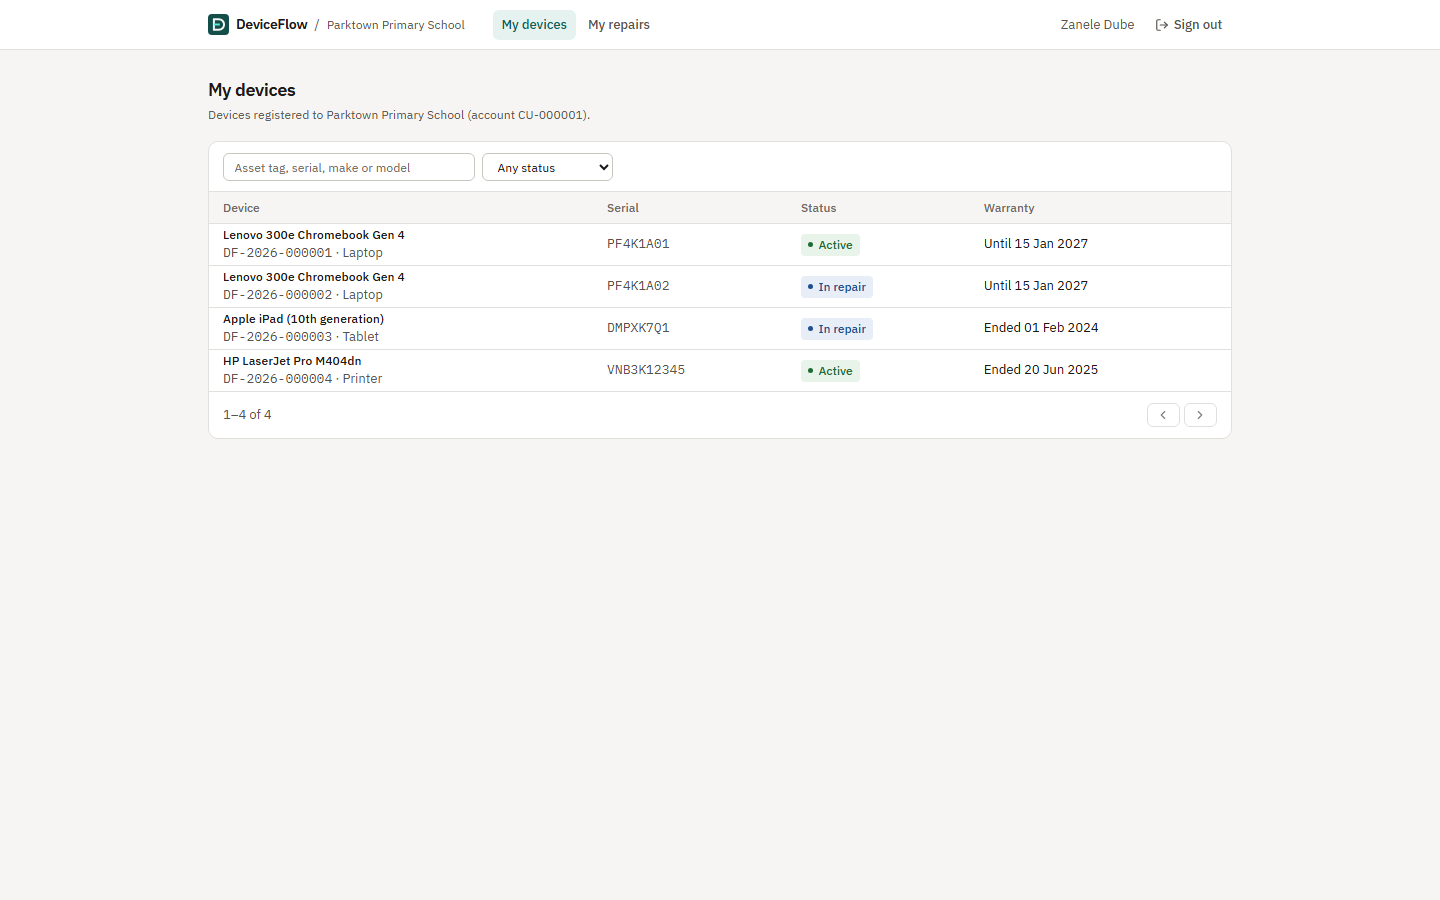 DeviceFlow / Parktown Primary School My devices My repairs Zanele Dube Sign out
My devices
Devices registered to Parktown Primary School (account CU-000001).
Asset tag, serial, make or model Any status
Device Serial Status Warranty
Lenovo 300e Chromebook Gen 4
DF-2026-000001 · Laptop PF4K1A01 Active Until 15 Jan 2027
Lenovo 300e Chromebook Gen 4
DF-2026-000002 · Laptop PF4K1A02 In repair Until 15 Jan 2027
Apple iPad (10th generation)
DF-2026-000003 · Tablet DMPXK7Q1 In repair Ended 01 Feb 2024
HP LaserJet Pro M404dn
DF-2026-000004 · Printer VNB3K12345 Active Ended 20 Jun 2025
1–4 of 4